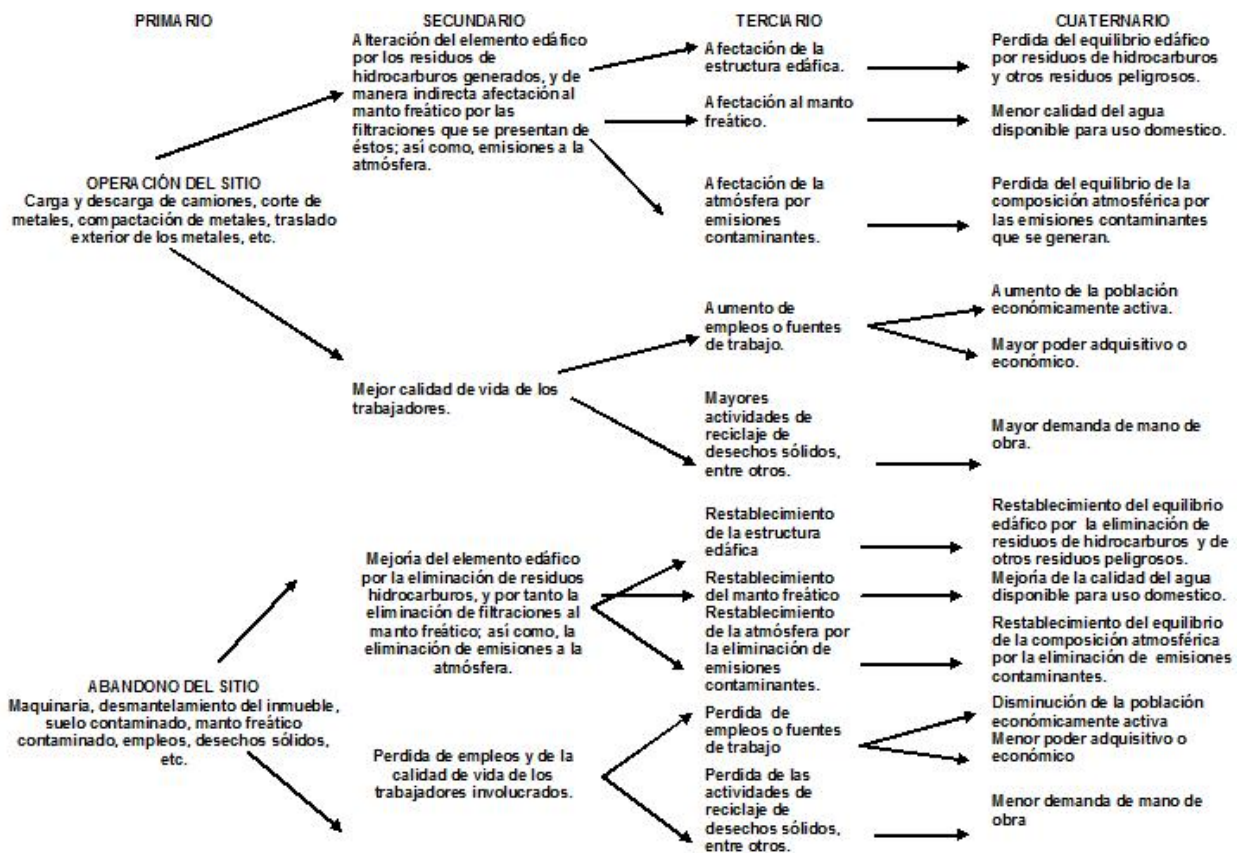 PRIMARIO
SECUNDARIO
TERCIARIO
CUATERNARIO
Alteración del elemento edáfico
por los residuos de
hidrocarburos generados, y de
manera indirecta afectación al
manto freático por las
filtraciones que se presentan de
éstos; así como, emisiones a la
atmósfera.
Afectación de la
estructura edáfica.
Perdida del equilibrio edáfico
por residuos de hidrocarburos
y otros residuos peligrosos.
Afectación al manto
freático.
Menor calidad del agua
disponible para uso domestico.
OPERACIÓN DEL SITIO
Carga y descarga de camiones, corte de
metales, compactación de metales, traslado
exterior de los metales, etc.
Afectación de la
atmósfera por
emisiones
contaminantes.
Perdida del equilibrio de la
composición atmosférica por
las emisiones contaminantes
que se generan.
Mejor calidad de vida de los
trabajadores.
Aumento de
empleos o fuentes
de trabajo.
Aumento de la población
económicamente activa.
Mayor poder adquisitivo o
económico.
Mayores
actividades de
reciclaje de
desechos sólidos,
entre otros.
Mayor demanda de mano de
obra.
Mejoría del elemento edáfico
por la eliminación de residuos
hidrocarburos, y por tanto la
eliminación de filtraciones al
manto freático; así como, la
eliminación de emisiones a la
atmósfera.
Restablecimiento
de la estructura
edáfica
Restablecimiento del equilibrio
edáfico por la eliminación de
residuos de hidrocarburos y de
otros residuos peligrosos.
Restablecimiento
del manto freático
Mejoría de la calidad del agua
disponible para uso domestico.
Restablecimiento
de la atmósfera por
la eliminación de
emisiones
contaminantes.
Restablecimiento del equilibrio
de la composición atmosférica
por la eliminación de emisiones
contaminantes.
ABANDONO DEL SITIO
Maquinaria, desmantelamiento del inmueble,
suelo contaminado, manto freático
contaminado, empleos, desechos sólidos,
etc.
Perdida de empleos y de la
calidad de vida de los
trabajadores involucrados.
Perdida de
empleos o fuentes
de trabajo
Disminución de la población
económicamente activa
Menor poder adquisitivo o
económico
Perdida de las
actividades de
reciclaje de
desechos sólidos,
entre otros.
Menor demanda de mano de
obra